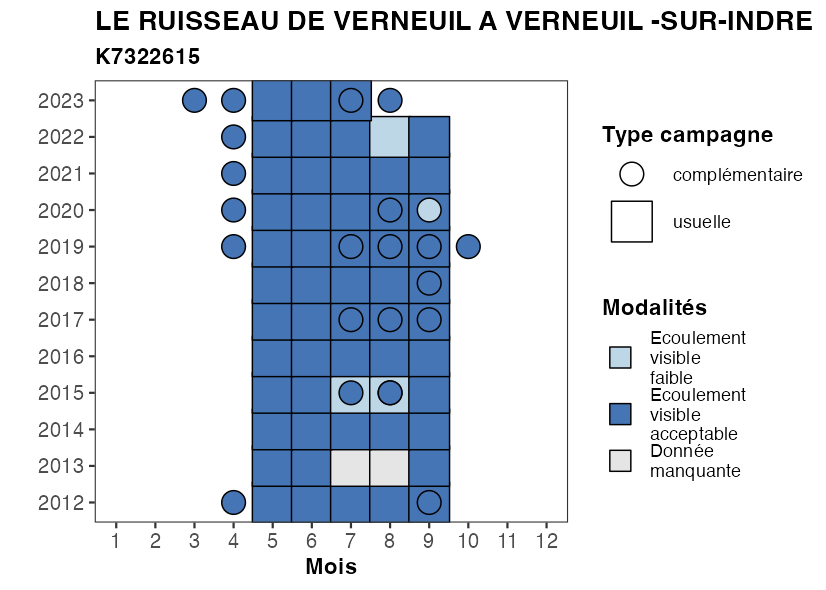 LE RUISSEAU DE VERNEUIL A VERNEUIL -SUR-INDRE
K7322615
2023
2022
2021
2020
2019
2018
2017
2016
2015
2014
2013
2012
1 2 3 4 5 6 7 8 9 10 11 12
Mois
Type campagne
complémentaire
usuelle
Modalités
Ecoulement
visible
faible
Ecoulement
visible
acceptable
Donnée
manquante